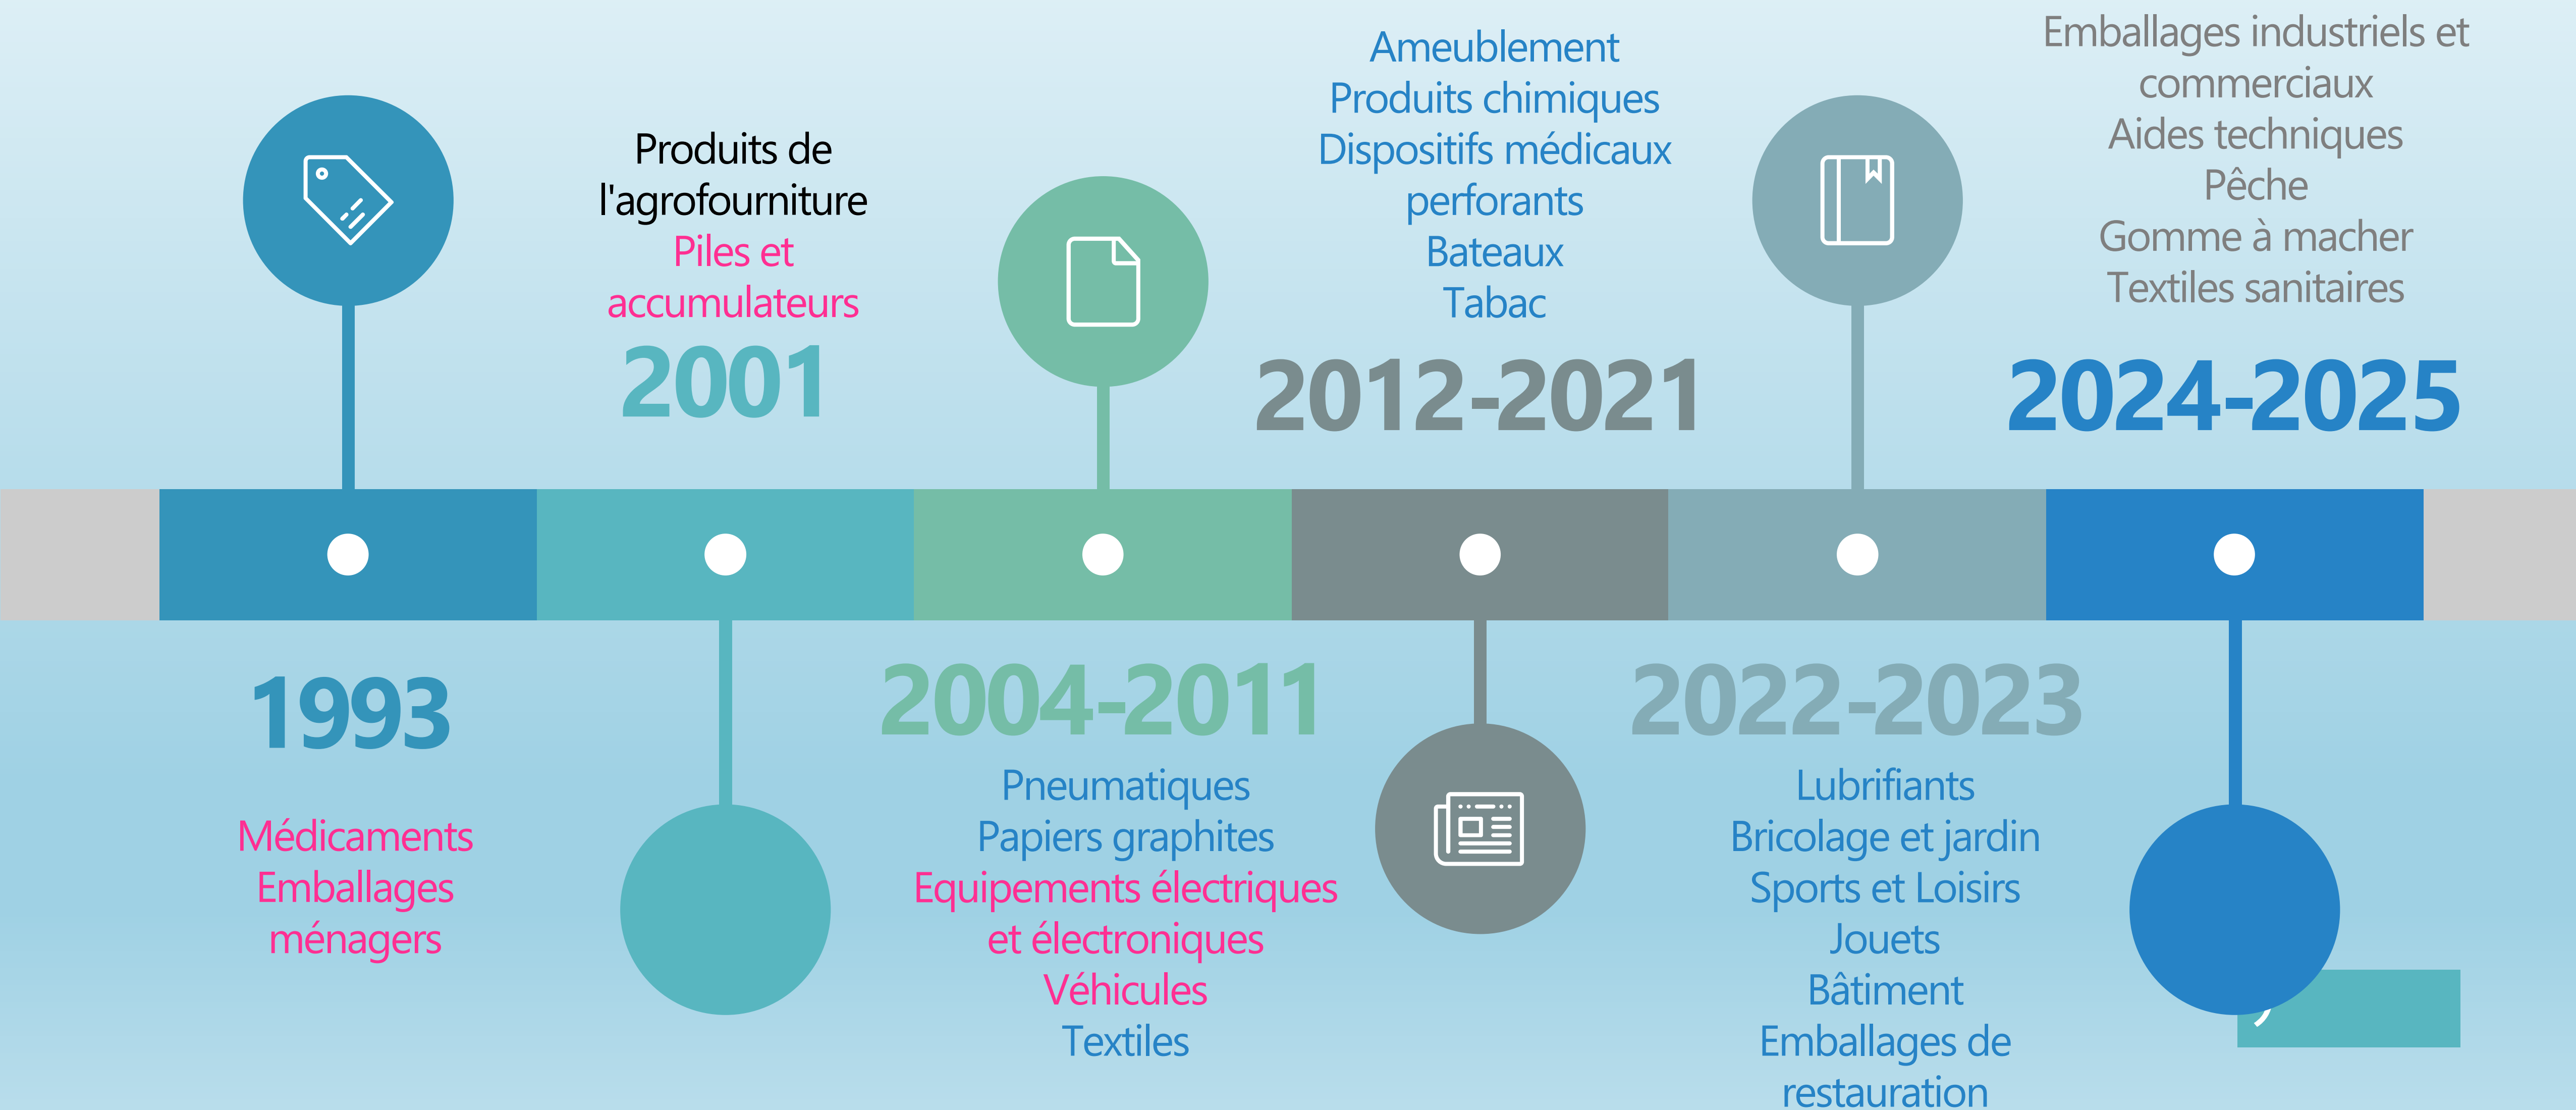 1993
Médicaments
Emballages
ménagers
Produits de
l'agrofourniture
Piles et
accumulateurs
2001
2004-2011
Pneumatiques
Papiers graphites
Equipements électriques
et électroniques
Véhicules
Textiles
Ameublement
Produits chimiques
Dispositifs médicaux
perforants
Bateaux
Tabac
2012-2021
2022-2023
Lubrifiants
Bricolage et jardin
Sports et Loisirs
Jouets
Bâtiment
Emballages de
restauration
Emballages industriels et
commerciaux
Aides techniques
Pêche
Gomme à macher
Textiles sanitaires
2024-2025